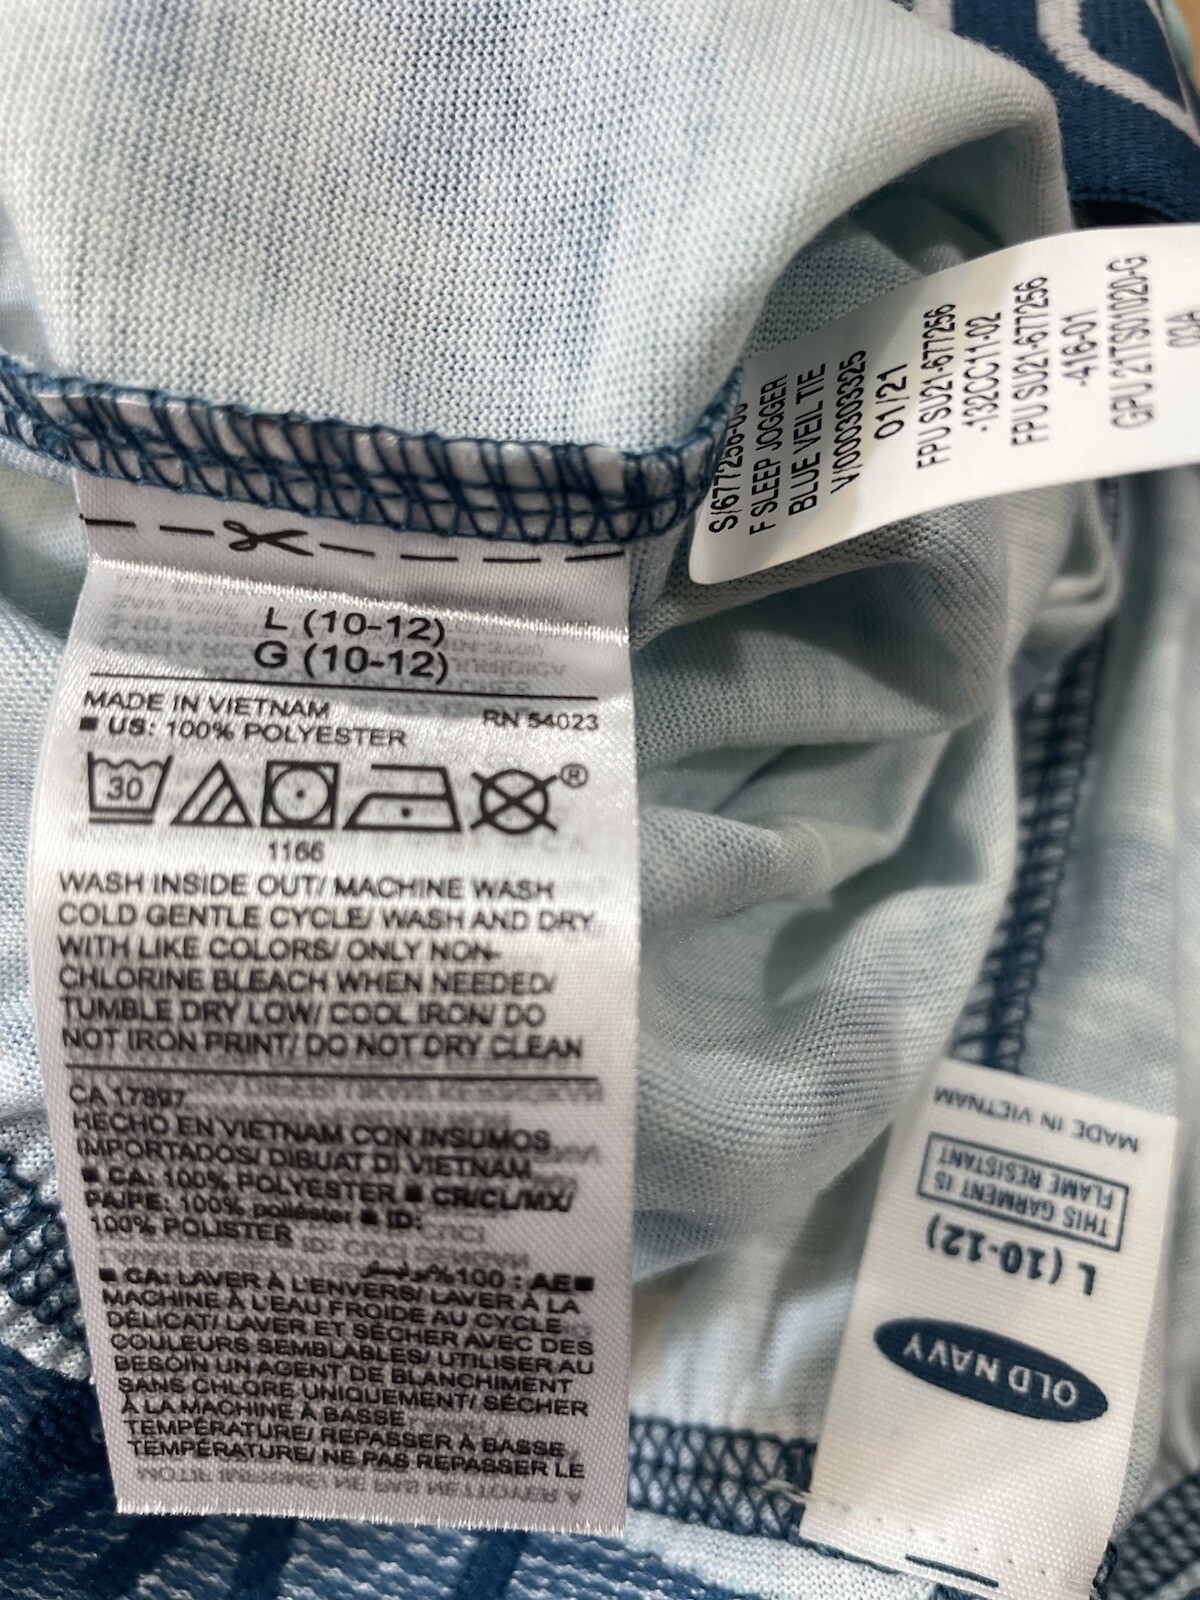 L (10-12)
G (10-12)
MADE IN VIETNAM
RN 54023
■ US: 100% POLYESTER
30
®
1166
WASH INSIDE OUT/ MACHINE WASH
COLD GENTLE CYCLE/ WASH AND DRY
WITH LIKE COLORS/ ONLY NON-
CHLORINE BLEACH WHEN NEEDED/
TUMBLE DRY LOW/ COOL IRON/ DO
NOT IRON PRINT/ DO NOT DRY CLEAN
CA 17897
HECHO EN VIETNAM CON INSUMOS
IMPORTADOS/ DIBUAT DI VIETNAM
■ CA: 100% POLYESTER ■ CR/CL/MX/
PA/PE: 100% poliéster ■ ID:
100% POLISTER
■ AE : 100%
■ CA: LAVER À L'ENVERS/ LAVER À LA
MACHINE À L'EAU FROIDE AU CYCLE
DÉLICAT/ LAVER ET SÉCHER AVEC DES
COULEURS SEMBLABLES/ UTILISER AU
BESOIN UN AGENT DE BLANCHIMENT
SANS CHLORE UNIQUEMENT/ SÉCHER
À LA MACHINE À BASSE
TEMPÉRATURE/ REPASSER À BASSE
TEMPÉRATURE/ NE PAS REPASSER LE
F SLEEP JOGGER
BLUE VEIL TIE
V/000303325
01/21
FPU SU21-677256
-132CC11-02
FPU SU21-677256
-416-01
GPU 21TSO1020-G
OLD NAVY
L (10-12)
THIS GARMENT IS
FLAME RESISTANT
MADE IN VIETNAM